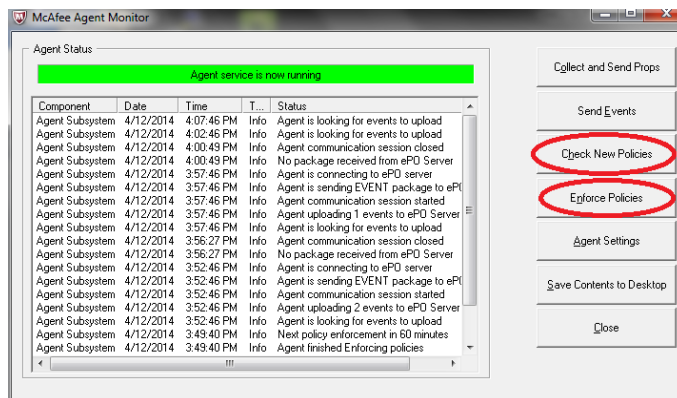 McAfee Agent Monitor
Agent Status
Agent service is now running
Component Date Time T... Status
Agent Subsystem 4/12/2014 4:07:46 PM Info Agent is looking for events to upload
Agent Subsystem 4/12/2014 4:02:46 PM Info Agent is looking for events to upload
Agent Subsystem 4/12/2014 4:00:49 PM Info Agent communication session closed
Agent Subsystem 4/12/2014 4:00:49 PM Info No package received from ePO Server
Agent Subsystem 4/12/2014 3:57:46 PM Info Agent is connecting to ePO server
Agent Subsystem 4/12/2014 3:57:46 PM Info Agent is sending EVENT package to ePO
Agent Subsystem 4/12/2014 3:57:46 PM Info Agent communication session started
Agent Subsystem 4/12/2014 3:57:46 PM Info Agent uploading 1 events to ePO Server
Agent Subsystem 4/12/2014 3:57:46 PM Info Agent is looking for events to upload
Agent Subsystem 4/12/2014 3:56:27 PM Info Agent communication session closed
Agent Subsystem 4/12/2014 3:56:27 PM Info No package received from ePO Server
Agent Subsystem 4/12/2014 3:52:46 PM Info Agent is connecting to ePO server
Agent Subsystem 4/12/2014 3:52:46 PM Info Agent is sending EVENT package to ePO
Agent Subsystem 4/12/2014 3:52:46 PM Info Agent communication session started
Agent Subsystem 4/12/2014 3:52:46 PM Info Agent uploading 2 events to ePO Server
Agent Subsystem 4/12/2014 3:52:46 PM Info Agent is looking for events to upload
Agent Subsystem 4/12/2014 3:49:40 PM Info Next policy enforcement in 60 minutes
Agent Subsystem 4/12/2014 3:49:40 PM Info Agent finished Enforcing policies
Collect and Send Props
Send Events
Check New Policies
Enforce Policies
Agent Settings
Save Contents to Desktop
Close